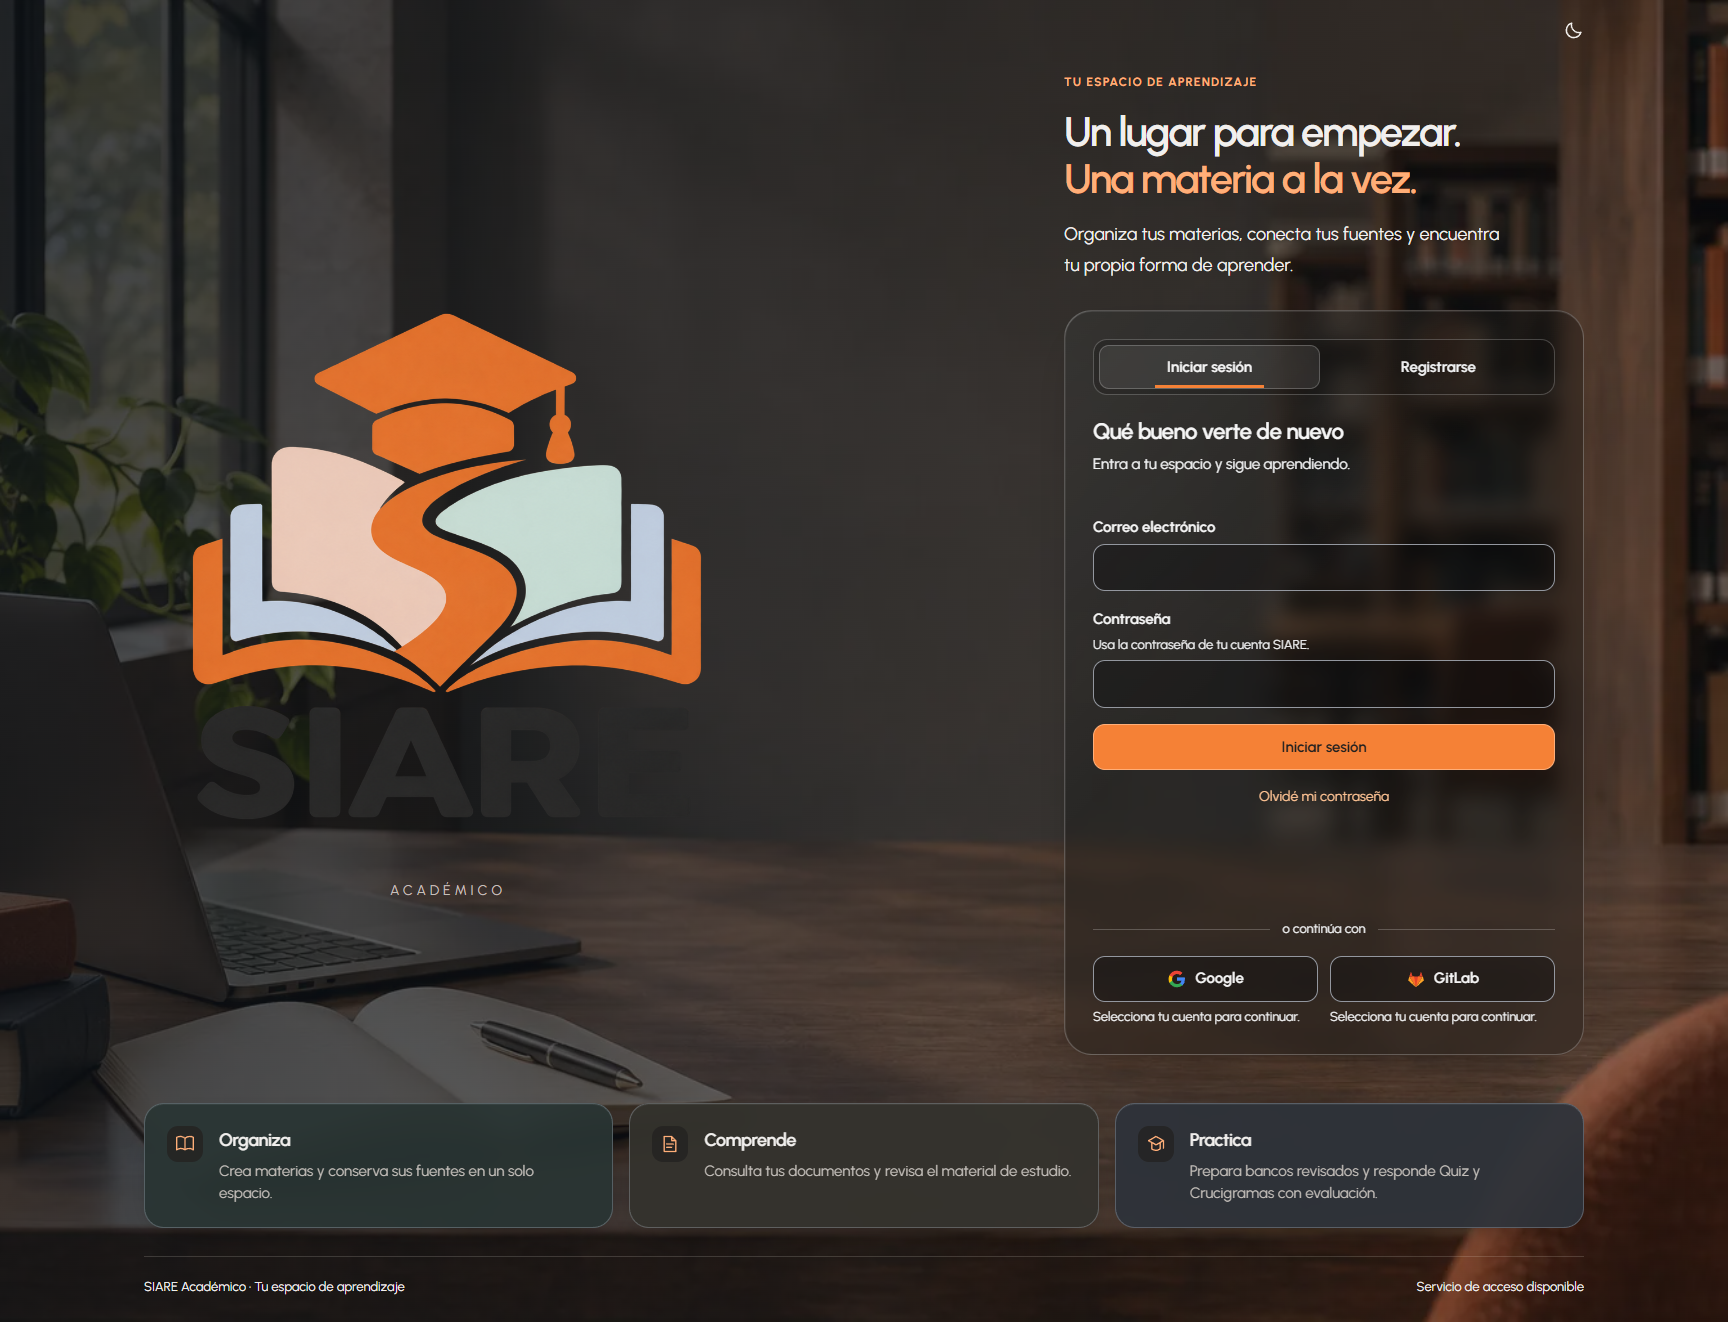 TU ESPACIO DE APRENDIZAJE
Un lugar para empezar.
Una materia a la vez.
Organiza tus materias, conecta tus fuentes y encuentra
tu propia forma de aprender.
Iniciar sesión
Registrarse
Qué bueno verte de nuevo
Entra a tu espacio y sigue aprendiendo.
Correo electrónico
Contraseña
Usa la contraseña de tu cuenta SIARE.
Iniciar sesión
Olvidé mi contraseña
o continúa con
Google
GitLab
Selecciona tu cuenta para continuar.
Selecciona tu cuenta para continuar.
SIARE
ACADÉMICO
Organiza
Crea materias y conserva sus fuentes en un solo
espacio.
Comprende
Consulta tus documentos y revisa el material de estudio.
Practica
Prepara bancos revisados y responde Quiz y
Crucigramas con evaluación.
SIARE Académico · Tu espacio de aprendizaje
Servicio de acceso disponible